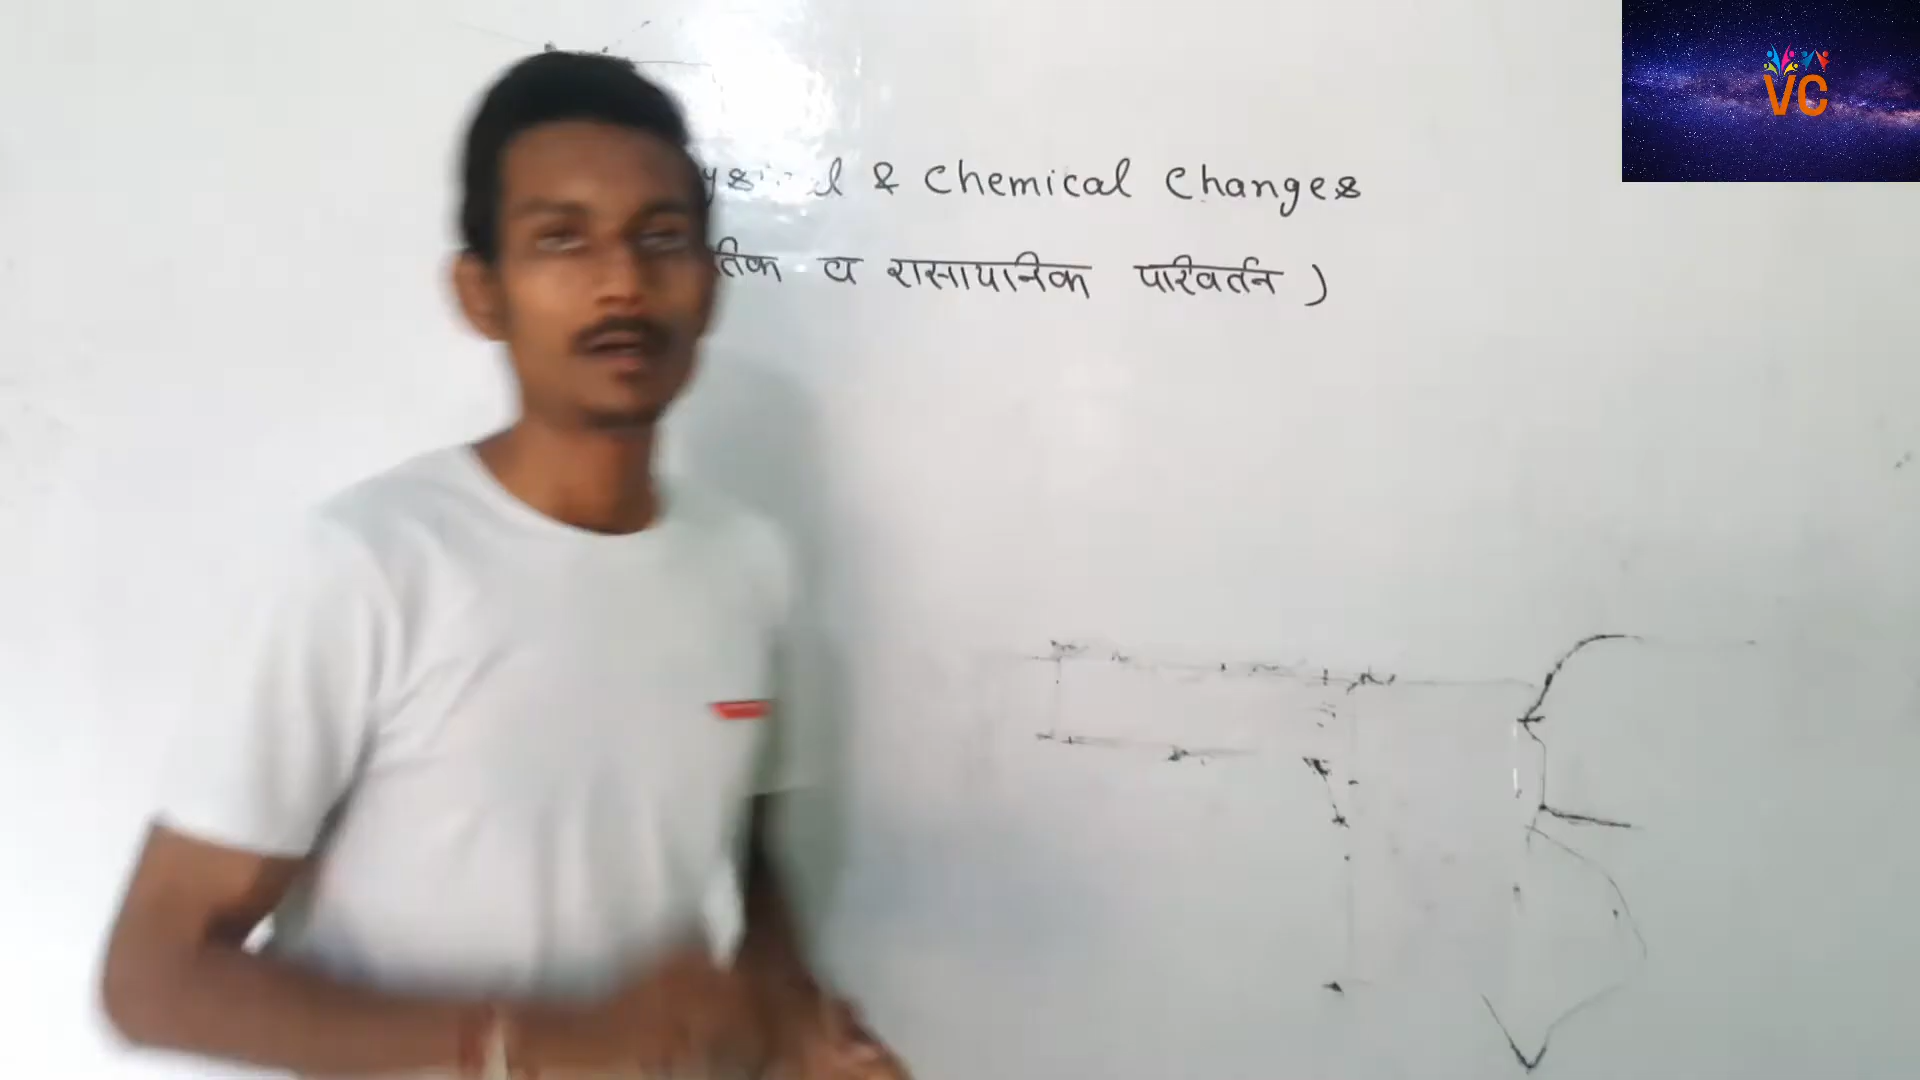 VC
& Chemical Changes
व रासायनिक परिवर्तन )